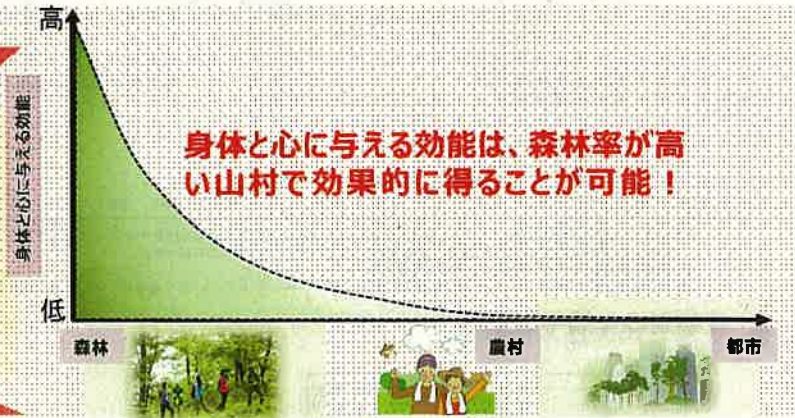 高
身体と心に与える効能
身体と心に与える効能は、森林率が高
い山村で効果的に得ることが可能！
低
森林
農村
都市